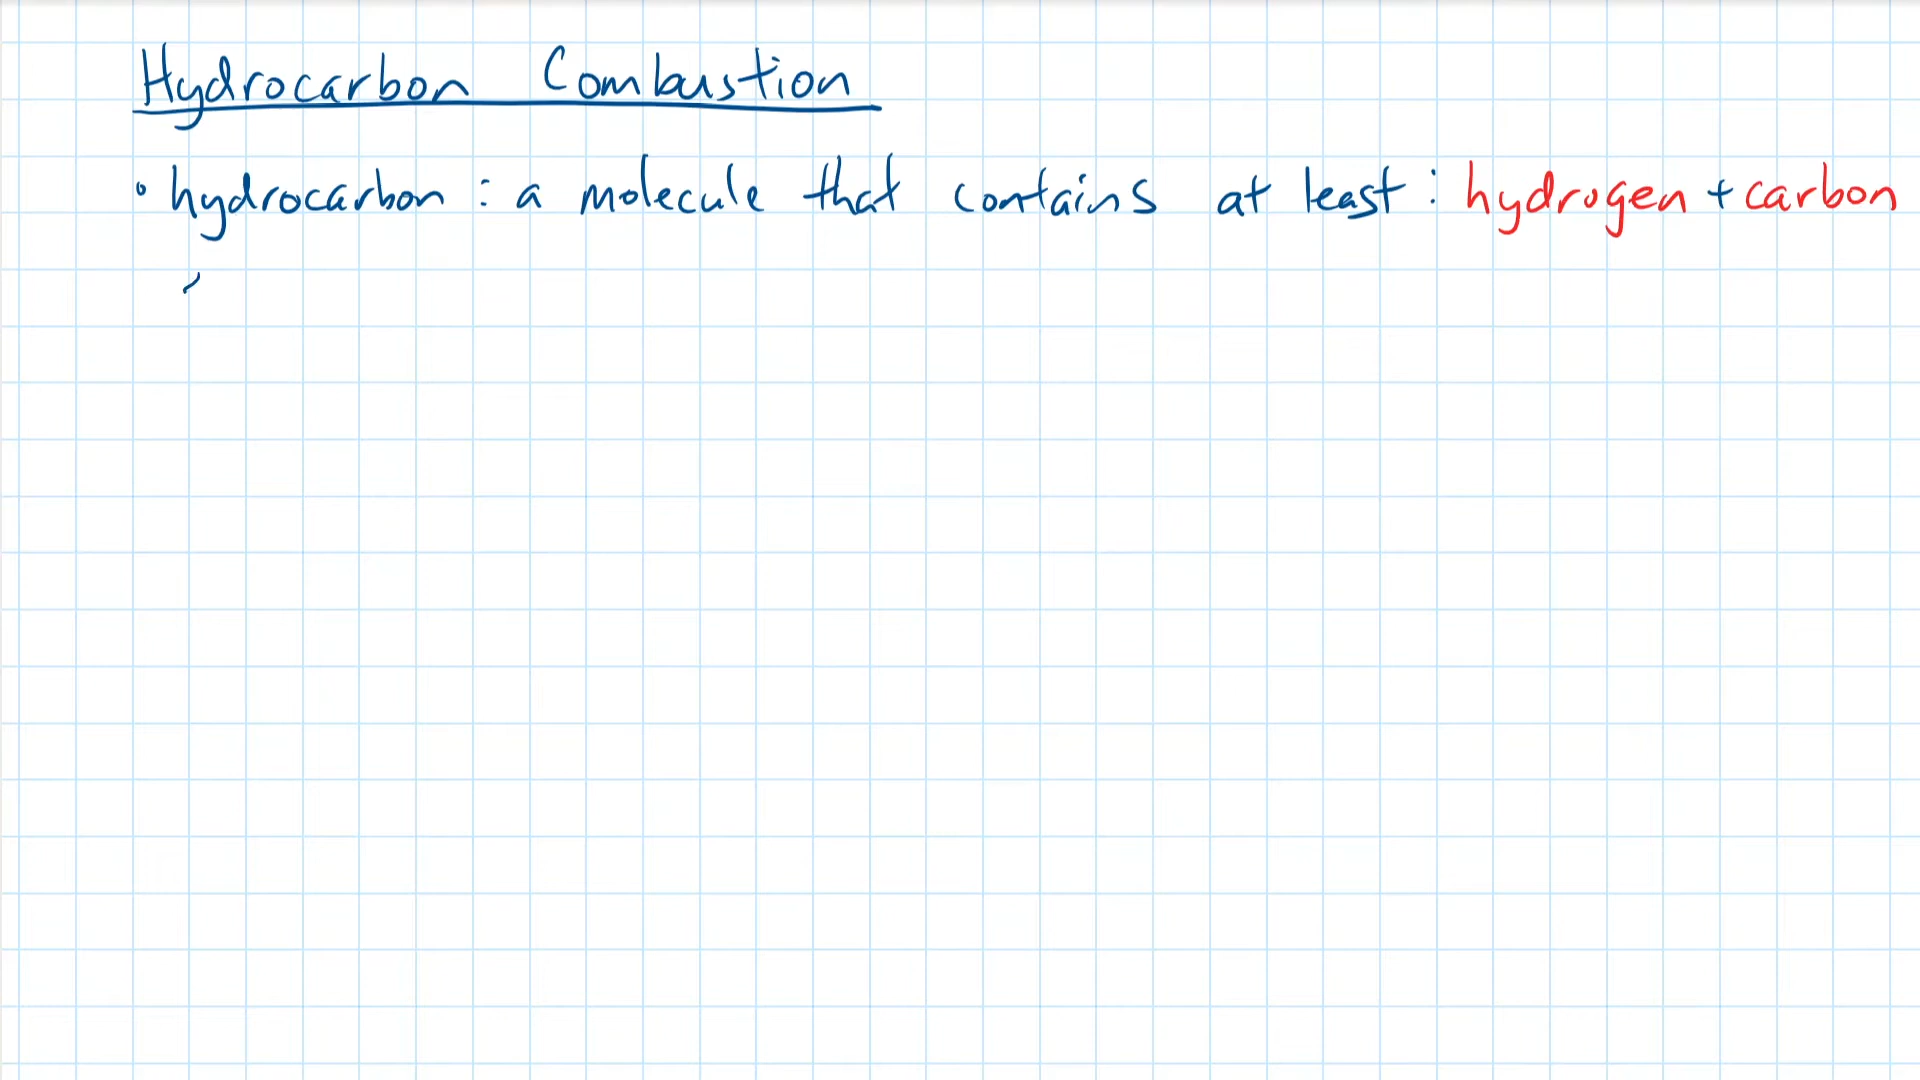 Hydrocarbon Combustion
• hydrocarbon : a molecule that contains at least : hydrogen + carbon